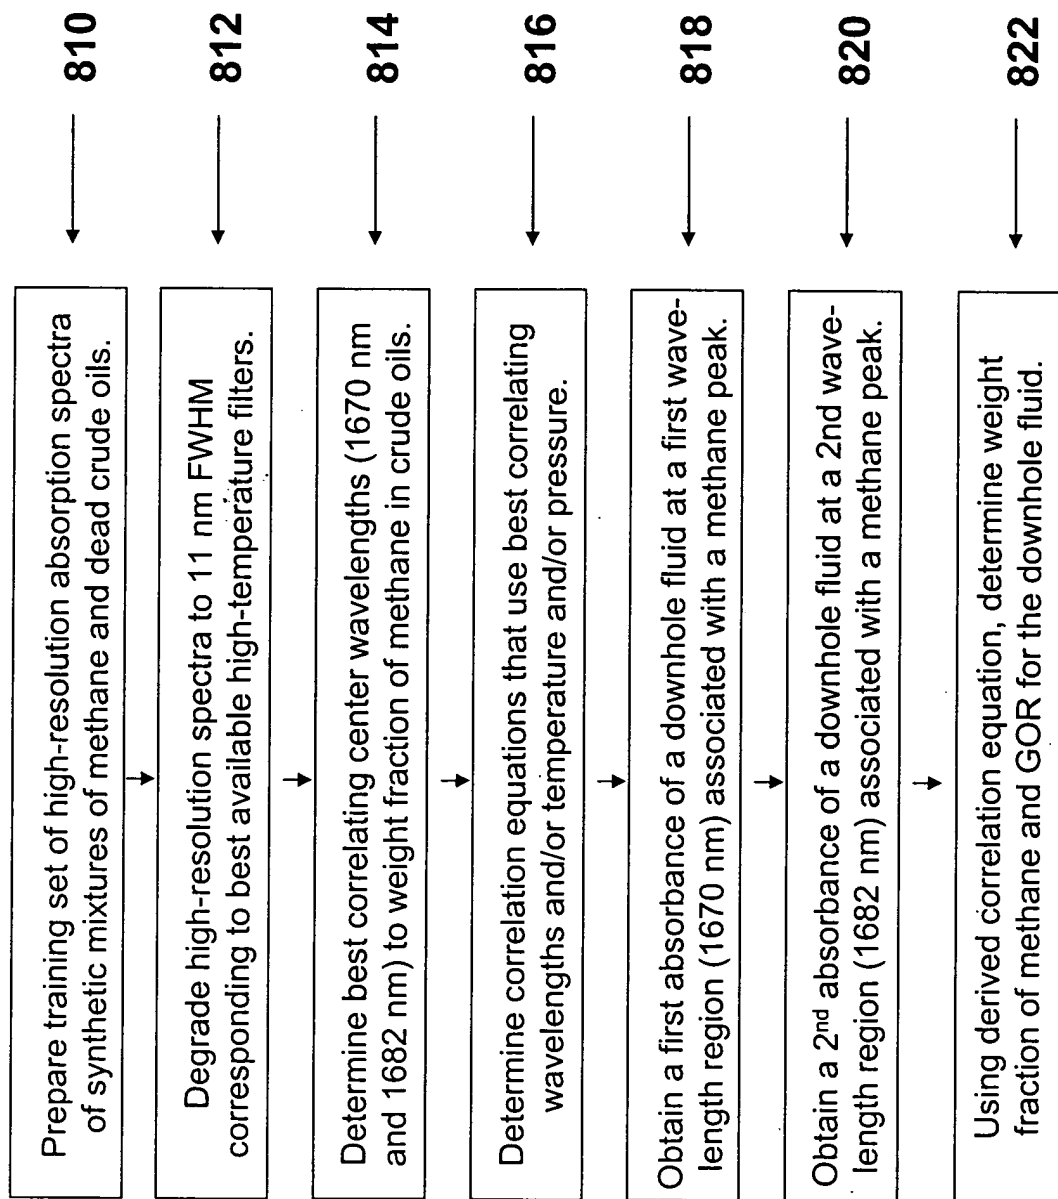 Prepare training set of high-resolution absorption spectra
of synthetic mixtures of methane and dead crude oils.
810
Degrade high-resolution spectra to 11 nm FWHM
corresponding to best available high-temperature filters.
812
Determine best correlating center wavelengths (1670 nm
and 1682 nm) to weight fraction of methane in crude oils.
814
Determine correlation equations that use best correlating
wavelengths and/or temperature and/or pressure.
816
Obtain a first absorbance of a downhole fluid at a first wave-
length region (1670 nm) associated with a methane peak.
818
Obtain a 2nd absorbance of a downhole fluid at a 2nd wave-
length region (1682 nm) associated with a methane peak.
820
Using derived correlation equation, determine weight
fraction of methane and GOR for the downhole fluid.
822